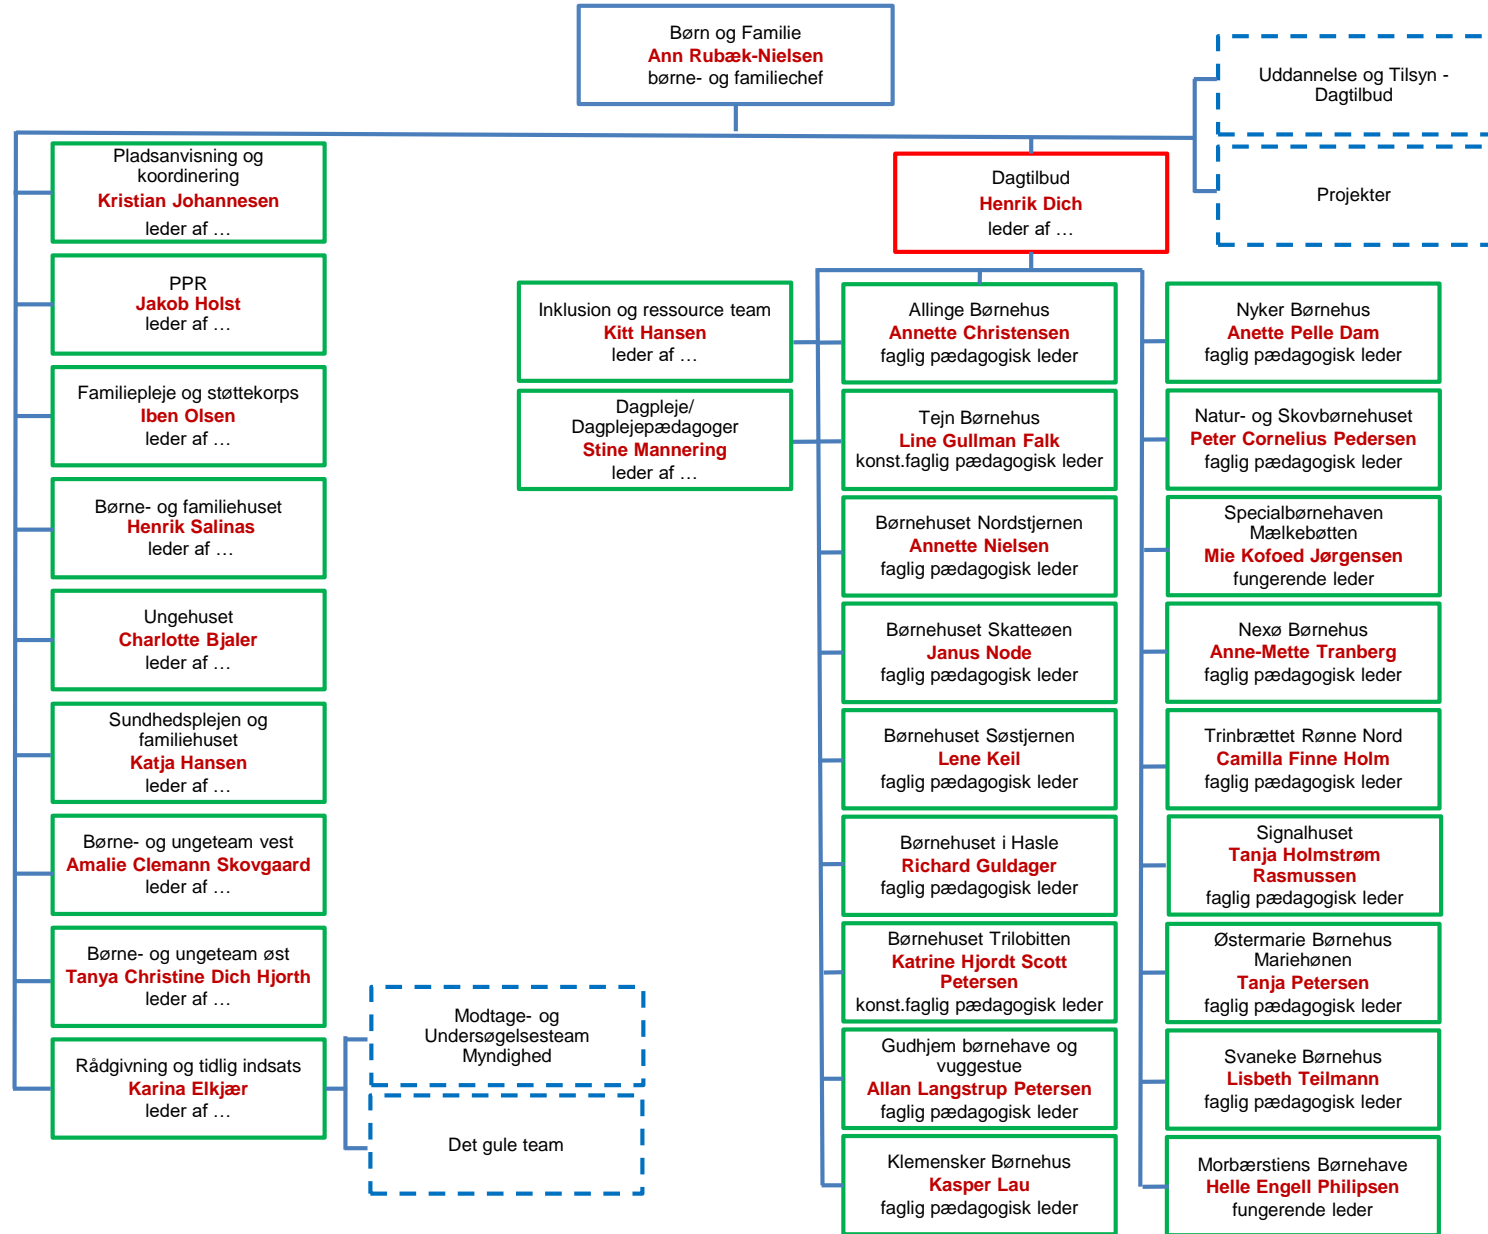 Børn og Familie
Ann Rubæk-Nielsen
børne- og familiechef
Uddannelse og Tilsyn -
Dagtilbud
Projekter
Pladsanvisning og
koordinering
Kristian Johannesen
leder af …
PPR
Jakob Holst
leder af …
Familiepleje og støttekorps
Iben Olsen
leder af …
Børne- og familiehuset
Henrik Salinas
leder af …
Ungehuset
Charlotte Bjaler
leder af …
Sundhedsplejen og
familiehuset
Katja Hansen
leder af …
Børne- og ungeteam vest
Amalie Clemann Skovgaard
leder af …
Børne- og ungeteam øst
Tanya Christine Dich Hjorth
leder af …
Rådgivning og tidlig indsats
Karina Elkjær
leder af …
Modtage- og
Undersøgelsesteam
Myndighed
Det gule team
Dagtilbud
Henrik Dich
leder af …
Inklusion og ressource team
Kitt Hansen
leder af …
Dagpleje/
Dagplejepædagoger
Stine Mannering
leder af …
Allinge Børnehus
Annette Christensen
faglig pædagogisk leder
Tejn Børnehus
Line Gullman Falk
konst.faglig pædagogisk leder
Børnehuset Nordstjernen
Annette Nielsen
faglig pædagogisk leder
Børnehuset Skatteøen
Janus Node
faglig pædagogisk leder
Børnehuset Søstjernen
Lene Keil
faglig pædagogisk leder
Børnehuset i Hasle
Richard Guldager
faglig pædagogisk leder
Børnehuset Trilobitten
Katrine Hjordt Scott
Petersen
konst.faglig pædagogisk leder
Gudhjem børnehave og
vuggestue
Allan Langstrup Petersen
faglig pædagogisk leder
Klemensker Børnehus
Kasper Lau
faglig pædagogisk leder
Nyker Børnehus
Anette Pelle Dam
faglig pædagogisk leder
Natur- og Skovbørnehuset
Peter Cornelius Pedersen
faglig pædagogisk leder
Specialbørnehaven
Mælkebøtten
Mie Kofoed Jørgensen
fungerende leder
Nexø Børnehus
Anne-Mette Tranberg
faglig pædagogisk leder
Trinbrættet Rønne Nord
Camilla Finne Holm
faglig pædagogisk leder
Signalhuset
Tanja Holmstrøm
Rasmussen
faglig pædagogisk leder
Østermarie Børnehus
Mariehønen
Tanja Petersen
faglig pædagogisk leder
Svaneke Børnehus
Lisbeth Teilmann
faglig pædagogisk leder
Morbærstiens Børnehave
Helle Engell Philipsen
fungerende leder